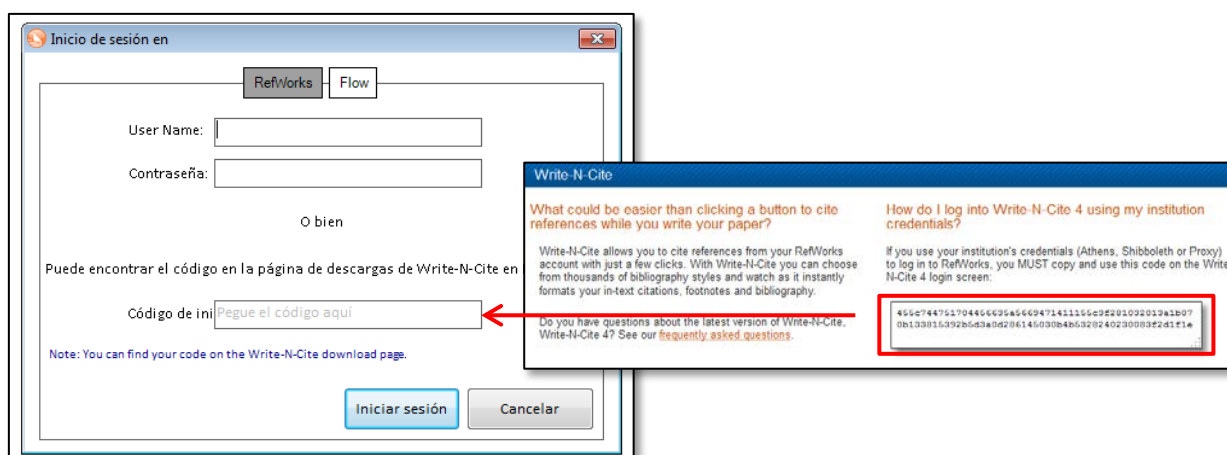 Inicio de sesión en
RefWorks
Flow
User Name:
Contraseña:
O bien
Puede encontrar el código en la página de descargas de Write-N-Cite en
Código de ini
Pegue el código aquí
Note: You can find your code on the Write-N-Cite download page.
Iniciar sesión
Cancelar
Write-N-Cite
What could be easier than clicking a button to cite
references while you write your paper?
Write-N-Cite allows you to cite references from your RefWorks
account with just a few clicks. With Write-N-Cite you can choose
from thousands of bibliography styles and watch as it instantly
formats your in-text citations, footnotes and bibliography.
Do you have questions about the latest version of Write-N-Cite,
Write-N-Cite 4? See our frequently asked questions.
How do I log into Write-N-Cite 4 using my institution
credentials?
If you use your institution's credentials (Athens, Shibboleth or Proxy)
to log in to RefWorks, you MUST copy and use this code on the Write
N-Cite 4 login screen: